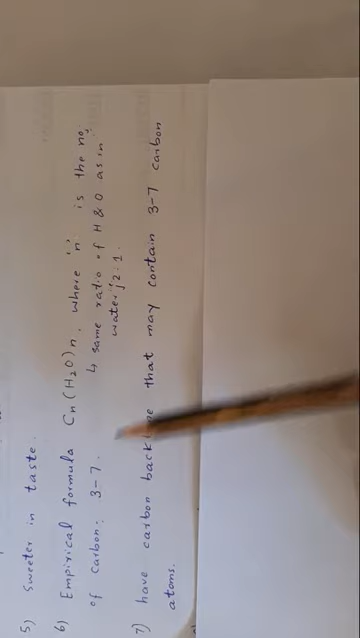 5) Sweeter in taste.
6) Empirical formula Cn(H2O)n, where 'n' is the no.
of carbon: 3-7. ↳ same ratio of H & O as in
water; 2:1.
7) have carbon backbone that may contain 3-7 carbon
atoms.